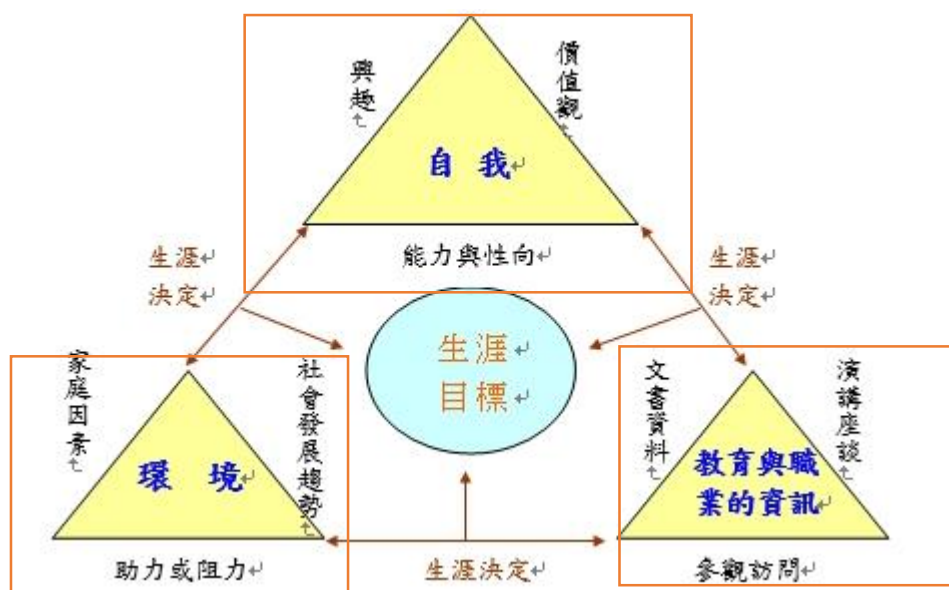 興趣
價值觀
自 我
能力與性向
生涯
決定
生涯
決定
生涯
目標
家庭因素
社會發展趨勢
環 境
助力或阻力
文書資料
演講座談
教育與職
業的資訊
參觀訪問
生涯決定